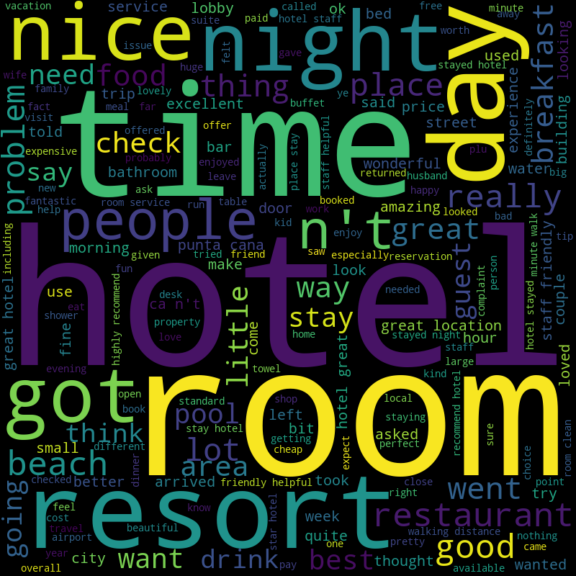 vacation
service
lobby
ok
called
free
minute
nice
night
day
suite
paid
bed
hotel staff
away
issue
felt
gave
worth
stayed hotel
used
looking
wife
need
food
thing
place
breakfast
family
trip
lovely
buffet
ye
said
price
experience
fact
meal
far
excellent
street
definitely
building
visit
problem
told
time
offered
offer
bar
place stay
staff helpful
expensive
check
enjoyed
wonderful
water
plu
say
probably
actually
returned
husband
big
new
bathroom
leave
happy
fantastic
ask
booked
looked
bad
help
room service
run
table
work
amazing
tip
people
door
kid
n't
great
really
including
morning
punta cana
tried
saw
enjoy
especially
reservation
given
friend
make
look
guest
staff friendly
couple
great hotel
use
fun
ca n't
way
needed
complaint
person
minute walk
eat
desk
home
shower
highly recommend
property
little
come
stay
great location
hour
hotel stayed
fine
love
hotel
towel
stayed night
staff
evening
large
loved
open
standard
shop
local
kind
recommend hotel
got
book
pool
left
hotel great
staying
sure
room clean
think
different
stay hotel
getting
bit
asked
perfect
room
small
lot
cheap
expect
choice
beach
dinner
area
took
close
going
checked
better
arrived
friendly helpful
right
went
point
try
feel
know
week
one
walking distance
nothing
cost
resort
quite
restaurant
travel
beautiful
star hotel
pretty
came
airport
year
city
want
drink
best
thought
good
wanted
overall
pay
available